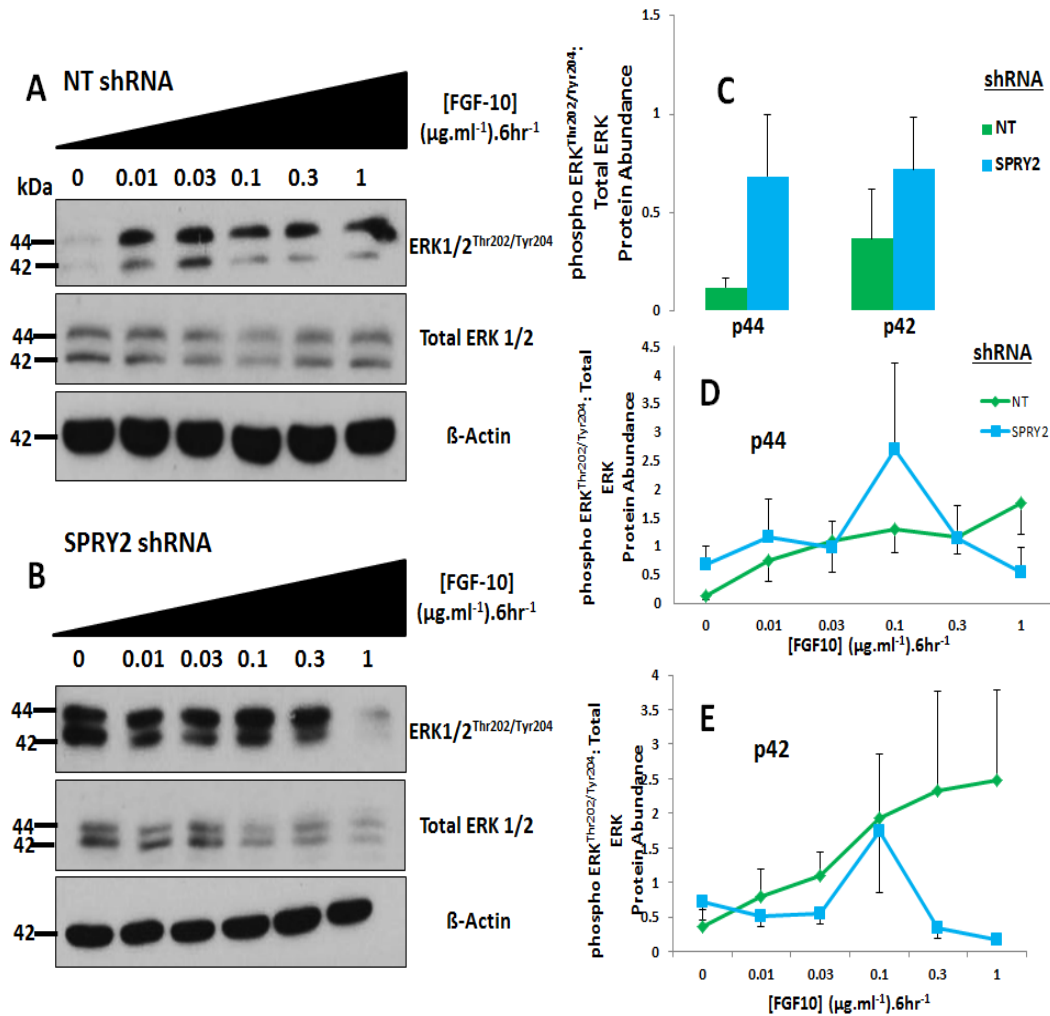 A NT shRNA
[FGF-10]
(µg.ml-1).6hr-1
kDa 0 0.01 0.03 0.1 0.3 1
44
42
ERK1/2Thr202/Tyr204
44
42
Total ERK 1/2
42
ß-Actin
SPRY2 shRNA
B
[FGF-10]
(µg.ml-1).6hr-1
0 0.01 0.03 0.1 0.3 1
44
42
ERK1/2Thr202/Tyr204
44
42
Total ERK 1/2
42
ß-Actin
C
phospho ERKThr202/Tyr204:
Total ERK
Protein Abundance
1.5
1
0.5
0
p44 p42
shRNA
NT
SPRY2
D
p44
phospho ERKThr202/Tyr204: Total
ERK
Protein Abundance
4.5
4
3.5
3
2.5
2
1.5
1
0.5
0
0 0.01 0.03 0.1 0.3 1
[FGF10] (µg.ml-1).6hr-1
shRNA
NT
SPRY2
E
p42
phospho ERKThr202/Tyr204: Total
ERK
Protein Abundance
4
3.5
3
2.5
2
1.5
1
0.5
0
0 0.01 0.03 0.1 0.3 1
[FGF10] (µg.ml-1).6hr-1